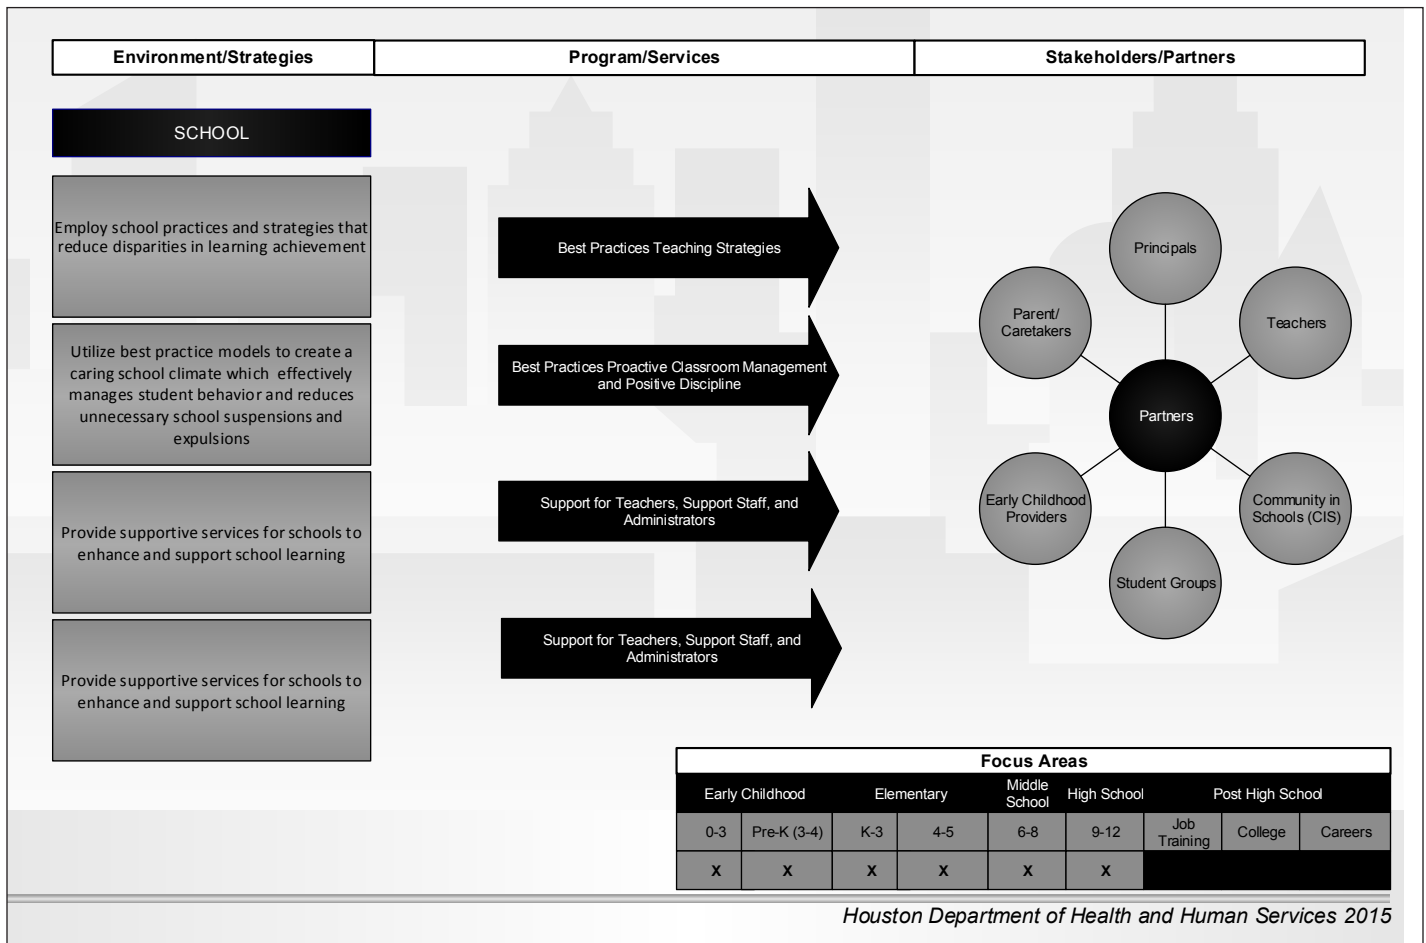 Environment/Strategies
Program/Services
Stakeholders/Partners
SCHOOL
Employ school practices and strategies that
reduce disparities in learning achievement
Utilize best practice models to create a
caring school climate which effectively
manages student behavior and reduces
unnecessary school suspensions and
expulsions
Provide supportive services for schools to
enhance and support school learning
Provide supportive services for schools to
enhance and support school learning
Best Practices Teaching Strategies
Best Practices Proactive Classroom Management
and Positive Discipline
Support for Teachers, Support Staff, and
Administrators
Support for Teachers, Support Staff, and
Administrators
Principals
Parent/
Caretakers
Teachers
Partners
Early Childhood
Providers
Community in
Schools (CIS)
Student Groups
Focus Areas
Early Childhood
Elementary
Middle
School
High School
Post High School
0-3
Pre-K (3-4)
K-3
4-5
6-8
9-12
Job
Training
College
Careers
X
X
X
X
X
X
Houston Department of Health and Human Services 2015